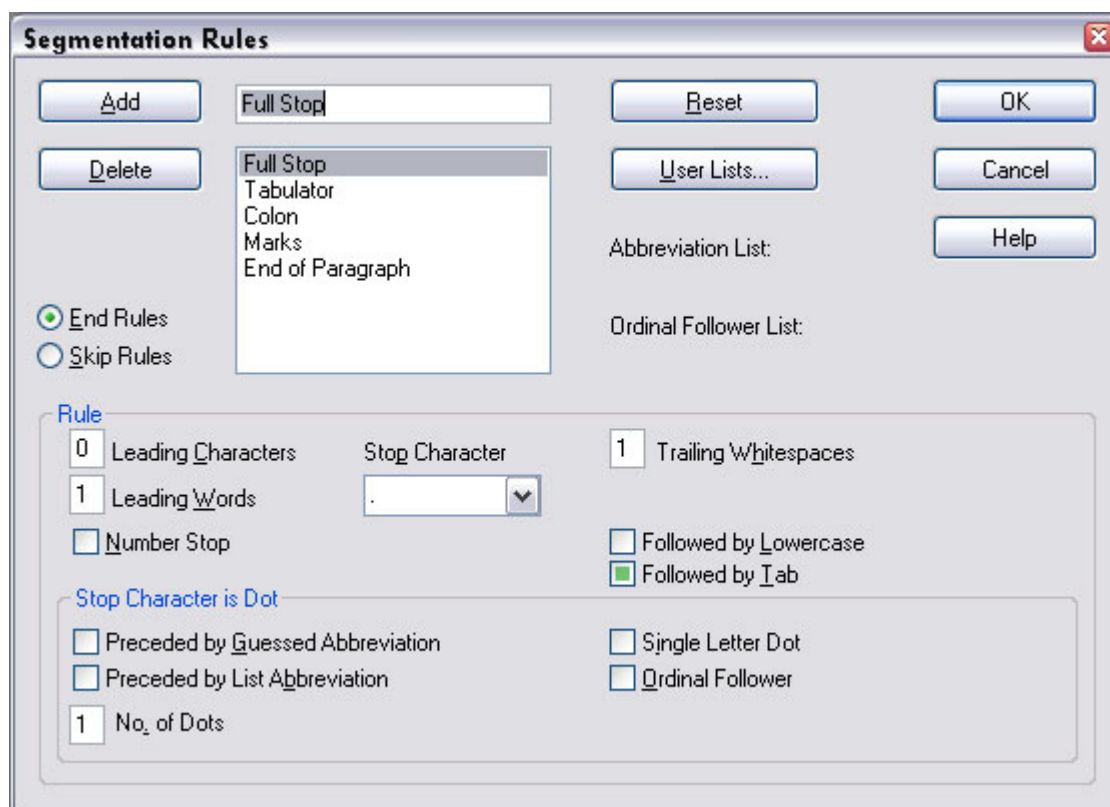 Segmentation Rules
Add
Full Stop
Reset
OK
Delete
Full Stop
Tabulator
Colon
Marks
End of Paragraph
User Lists...
Cancel
Abbreviation List:
Help
End Rules
Skip Rules
Ordinal Follower List:
Rule
0 Leading Characters
Stop Character
1 Trailing Whitespaces
1 Leading Words
.
Number Stop
Followed by Lowercase
Followed by Tab
Stop Character is Dot
Preceded by Guessed Abbreviation
Single Letter Dot
Preceded by List Abbreviation
Ordinal Follower
1 No. of Dots